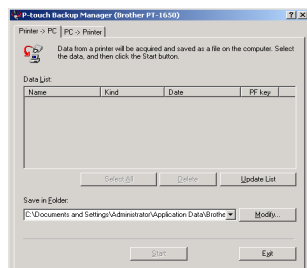 P-touch Backup Manager (Brother PT-1650)
Printer -> PC PC -> Printer
Data from a printer will be acquired and saved as a file on the computer. Select
the data, and then click the Start button.
Data List:
Name Kind Date PF key
Select All Delete Update List
Save in Folder:
C:\Documents and Settings\Administrator\Application Data\Brothe Modify...
Start Exit